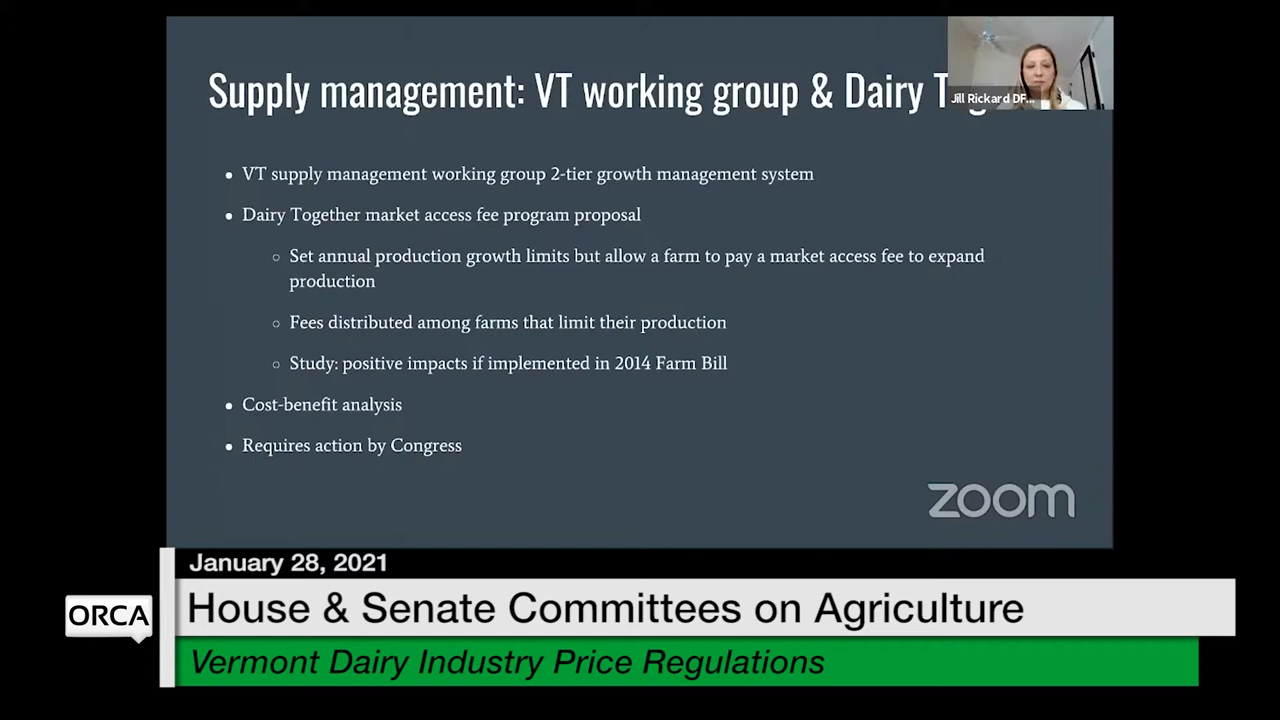 Supply management: VT working group & Dairy
Jill Rickard DF...
• VT supply management working group 2-tier growth management system
• Dairy Together market access fee program proposal
○ Set annual production growth limits but allow a farm to pay a market access fee to expand
production
○ Fees distributed among farms that limit their production
○ Study: positive impacts if implemented in 2014 Farm Bill
• Cost-benefit analysis
• Requires action by Congress
zoom
January 28, 2021
ORCA
House & Senate Committees on Agriculture
Vermont Dairy Industry Price Regulations